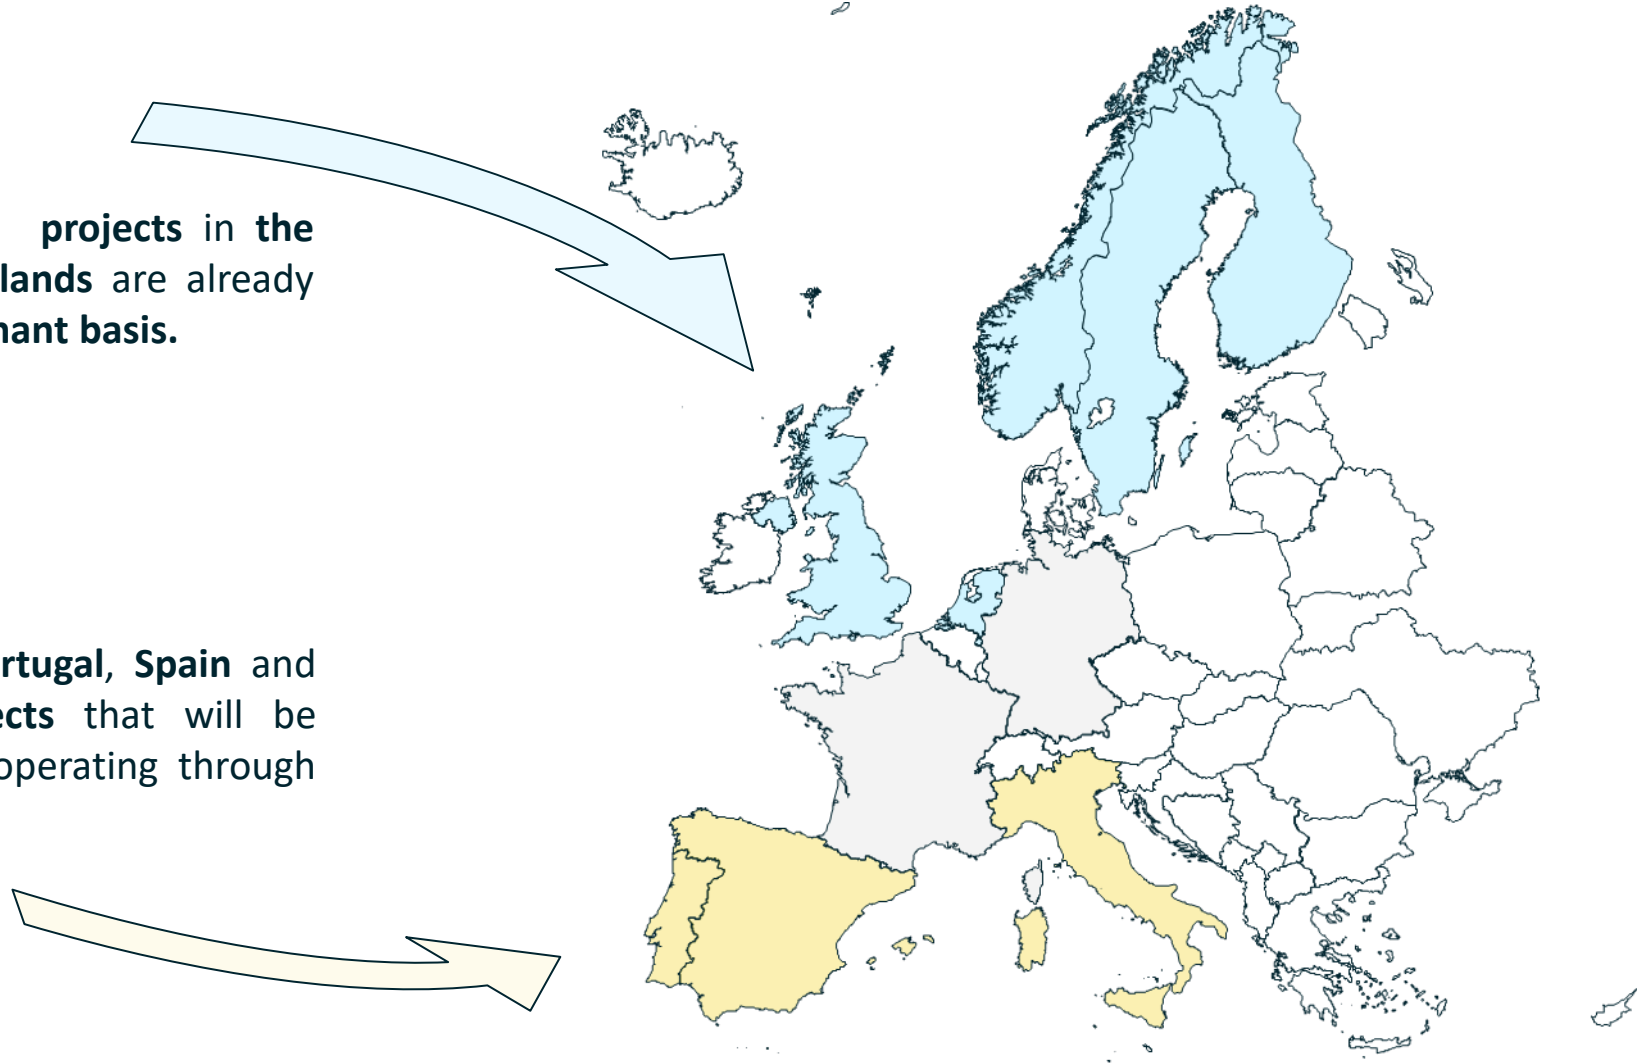 projects in the
lands are already
nant basis.
rtugal, Spain and
ects that will be
operating through